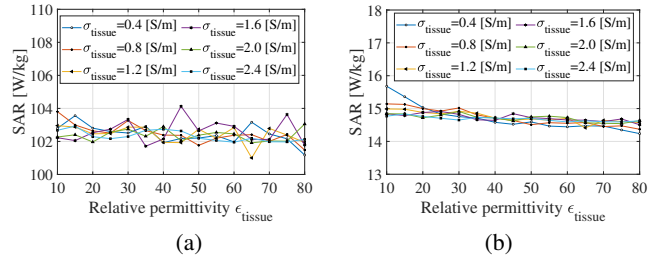 110
108
106
104
102
100
SAR [W/kg]
σtissue=0.4 [S/m]
σtissue=1.6 [S/m]
σtissue=0.8 [S/m]
σtissue=2.0 [S/m]
σtissue=1.2 [S/m]
σtissue=2.4 [S/m]
10 20 30 40 50 60 70 80
Relative permittivity ϵtissue
(a)
18
17
16
15
14
13
SAR [W/kg]
σtissue=0.4 [S/m]
σtissue=1.6 [S/m]
σtissue=0.8 [S/m]
σtissue=2.0 [S/m]
σtissue=1.2 [S/m]
σtissue=2.4 [S/m]
10 20 30 40 50 60 70 80
Relative permittivity ϵtissue
(b)